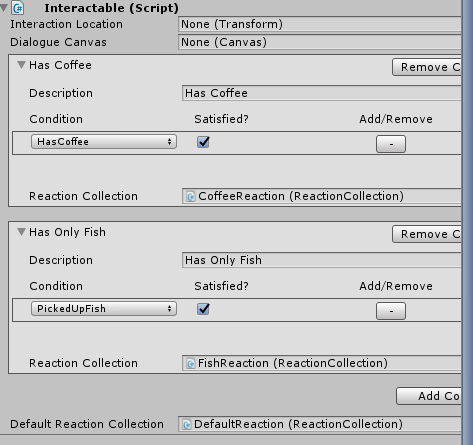 Interactable (Script)
Interaction Location None (Transform)
Dialogue Canvas None (Canvas)
Has Coffee Remove C
Description Has Coffee
Condition Satisfied? Add/Remove
HasCoffee -
Reaction Collection CoffeeReaction (ReactionCollection)
Has Only Fish Remove C
Description Has Only Fish
Condition Satisfied? Add/Remove
PickedUpFish -
Reaction Collection FishReaction (ReactionCollection)
Add Co
Default Reaction Collection DefaultReaction (ReactionCollection)